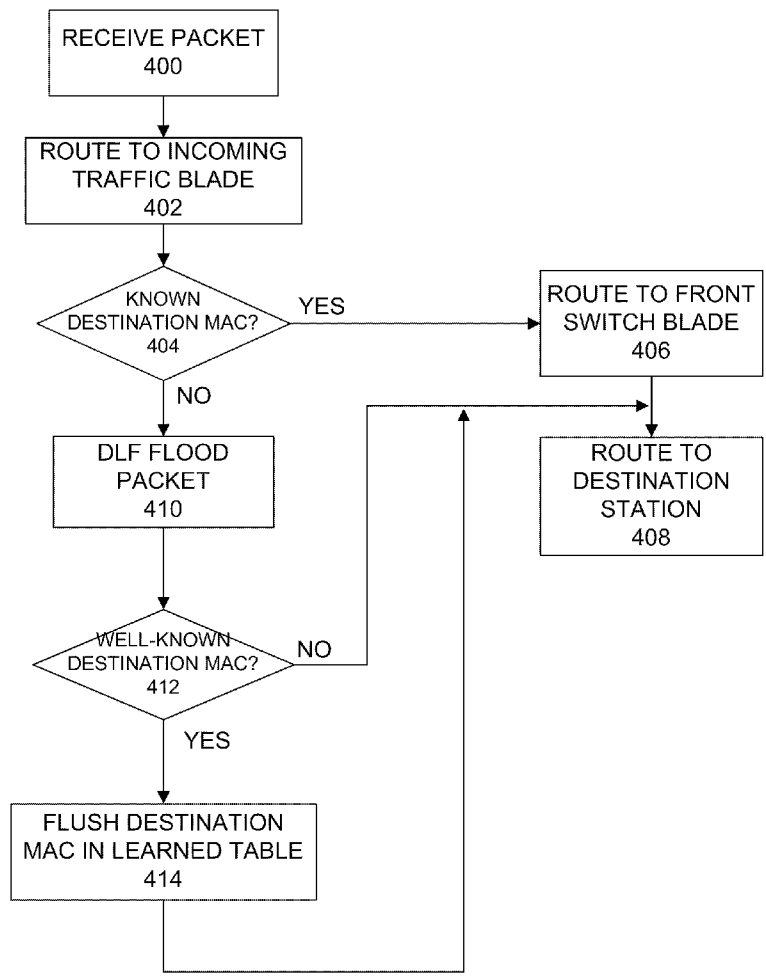 RECEIVE PACKET
400
ROUTE TO INCOMING
TRAFFIC BLADE
402
KNOWN
DESTINATION MAC?
404
YES
ROUTE TO FRONT
SWITCH BLADE
406
NO
DLF FLOOD
PACKET
410
ROUTE TO
DESTINATION
STATION
408
WELL-KNOWN
DESTINATION MAC?
412
NO
YES
FLUSH DESTINATION
MAC IN LEARNED TABLE
414